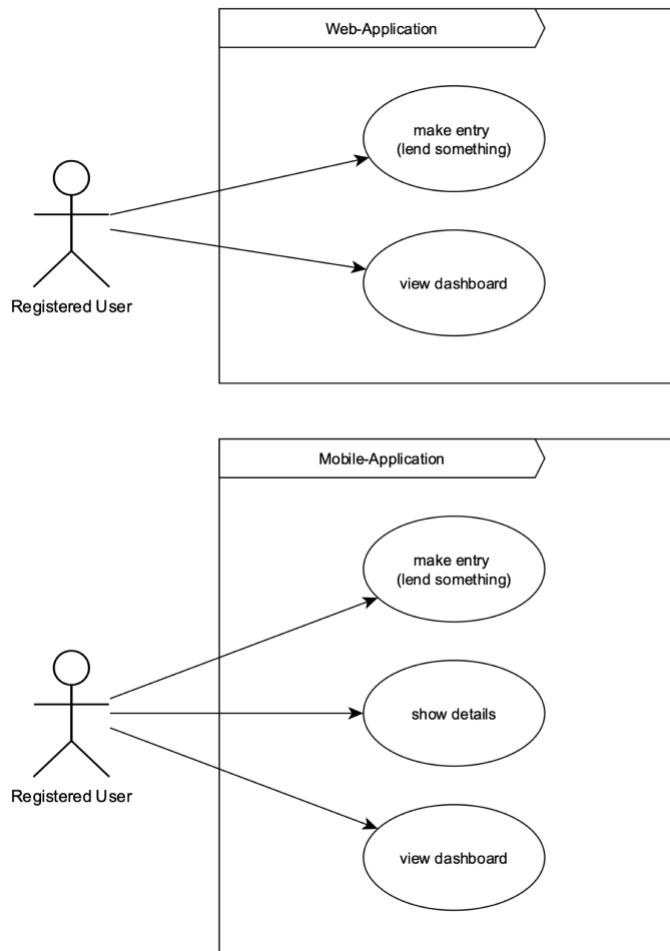 Web-Application
make entry
(lend something)
view dashboard
Registered User
Mobile-Application
make entry
(lend something)
show details
view dashboard
Registered User